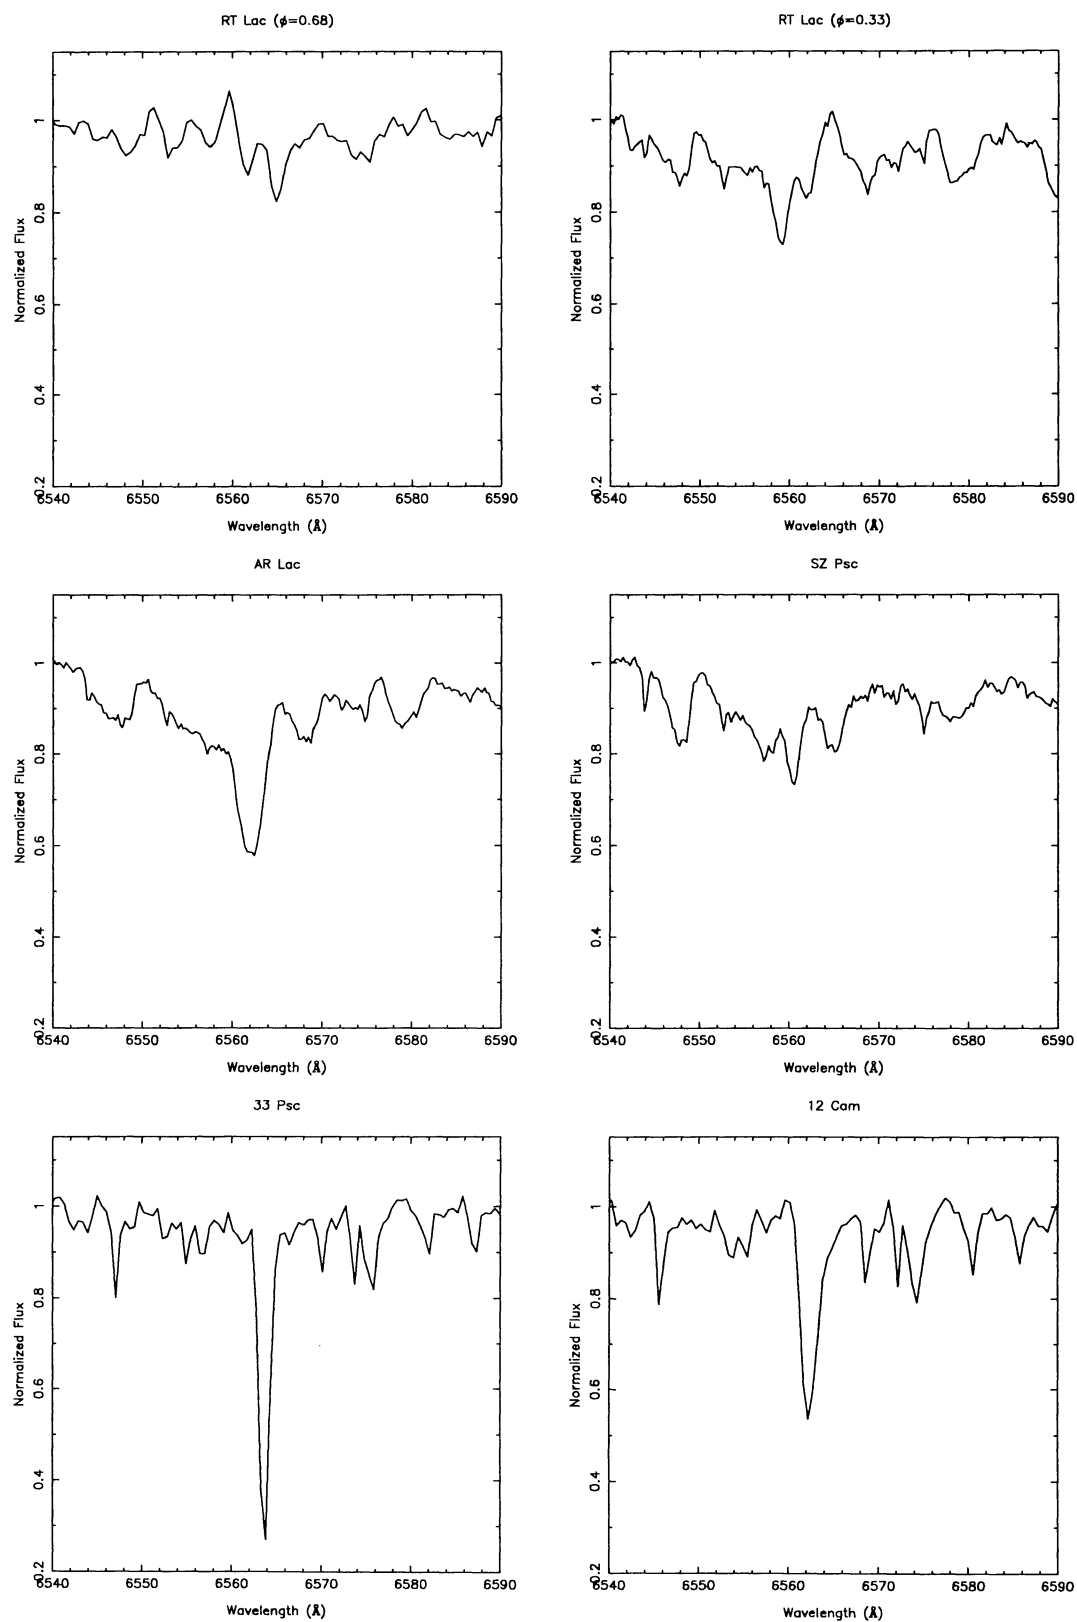 RT Lac (ϕ=0.68)
RT Lac (ϕ=0.33)
Normalized Flux
1
0.8
0.6
0.4
0.2
6540 6550 6560 6570 6580 6590
Wavelength (Å)
Normalized Flux
1
0.8
0.6
0.4
0.2
6540 6550 6560 6570 6580 6590
Wavelength (Å)
AR Lac
SZ Psc
Normalized Flux
1
0.8
0.6
0.4
0.2
6540 6550 6560 6570 6580 6590
Wavelength (Å)
Normalized Flux
1
0.8
0.6
0.4
0.2
6540 6550 6560 6570 6580 6590
Wavelength (Å)
33 Psc
12 Cam
Normalized Flux
1
0.8
0.6
0.4
0.2
6540 6550 6560 6570 6580 6590
Wavelength (Å)
Normalized Flux
1
0.8
0.6
0.4
0.2
6540 6550 6560 6570 6580 6590
Wavelength (Å)